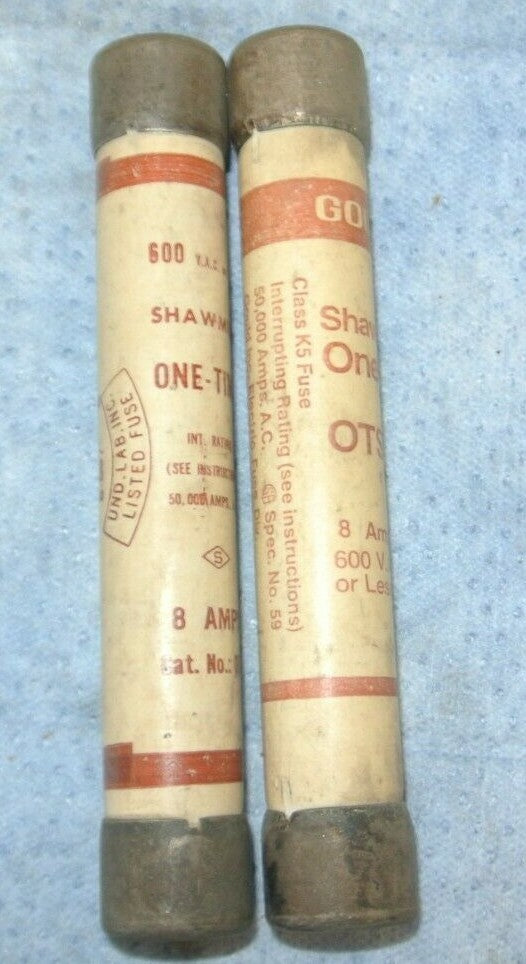 600 V.A.C.
SHAWM
ONE-TI
INT. RATING
(SEE INSTRUCT
50,000 AMPS.
S
8 AMP
Cat. No.:
UND. LAB. INC.
LISTED FUSE
GO
Shaw
One
OTS
8 Am
600 V.
or Les
Class K5 Fuse
Interrupting Rating (see instructions)
50,000 Amps. A.C. Spec. No. 59